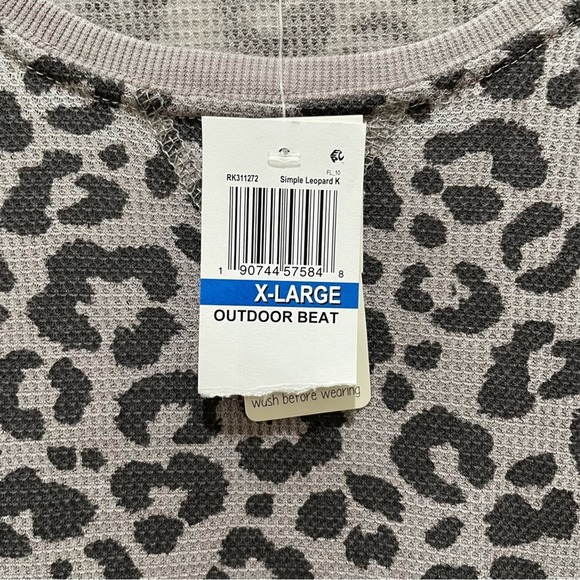 FL_10
RK311272 Simple Leopard K
1 90744 57584 8
X-LARGE
OUTDOOR BEAT
wash before wearing